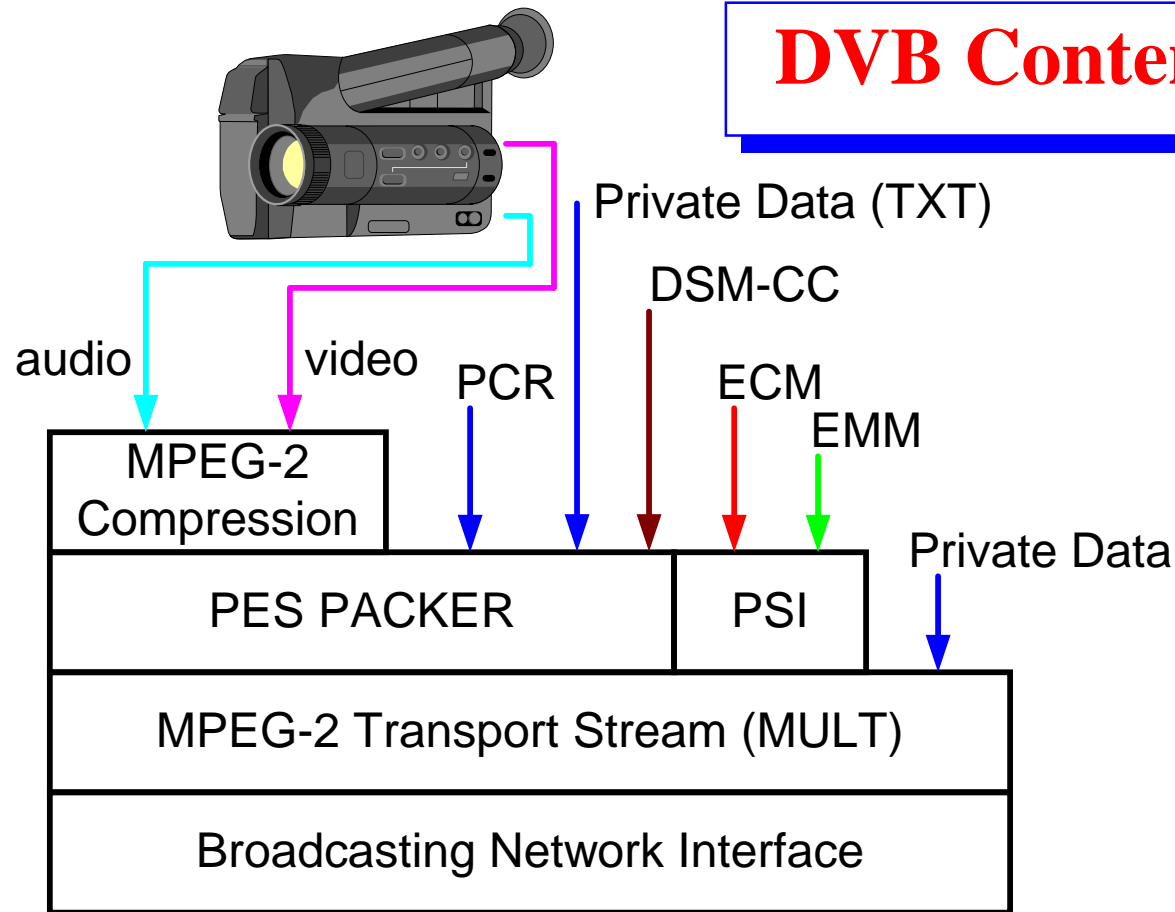 DVB
Private Data (TXT)
DSM-CC
audio
video
PCR
ECM
EMM
MPEG-2
Compression
Private Data
PES PACKER
PSI
MPEG-2 Transport Stream (MULT)
Broadcasting Network Interface